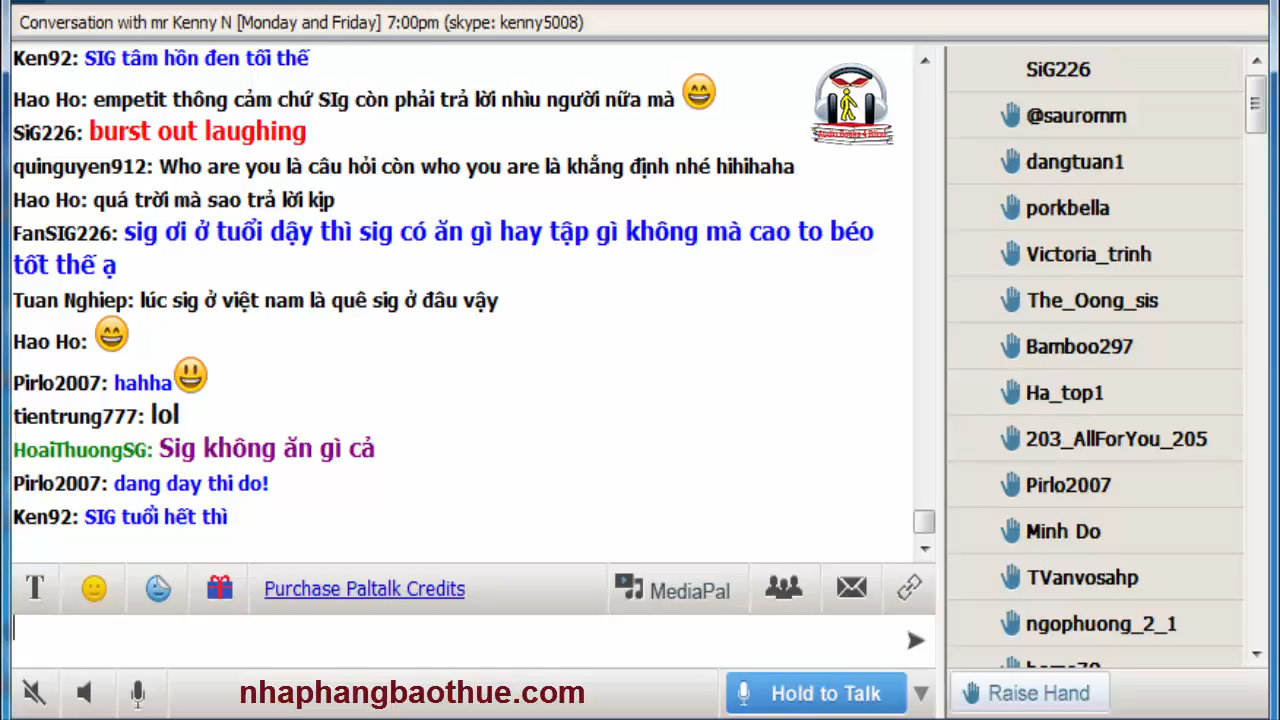 Conversation with mr Kenny N [Monday and Friday] 7:00pm (skype: kenny5008)
Ken92: SIG tâm hồn đen tối thế
Hao Ho: empetit thông cảm chứ SIg còn phải trả lời nhìu người nữa mà
SiG226: burst out laughing
quinguyen912: Who are you là câu hỏi còn who you are là khẳng định nhé hihihaha
Hao Ho: quá trời mà sao trả lời kịp
FanSIG226: sig ơi ở tuổi dậy thì sig có ăn gì hay tập gì không mà cao to béo
tốt thế ạ
Tuan Nghiep: lúc sig ở việt nam là quê sig ở đâu vậy
Hao Ho:
Pirlo2007: hahha
tientrung777: lol
HoaiThuongSG: Sig không ăn gì cả
Pirlo2007: dang day thi do!
Ken92: SIG tuổi hết thì
Audio Books 4 Blind
T
Purchase Paltalk Credits
MediaPal
nhaphangbaothue.com
Hold to Talk
SiG226
@sauromm
dangtuan1
porkbella
Victoria_trinh
The_Oong_sis
Bamboo297
Ha_top1
203_AllForYou_205
Pirlo2007
Minh Do
TVanvosahp
ngophuong_2_1
Raise Hand